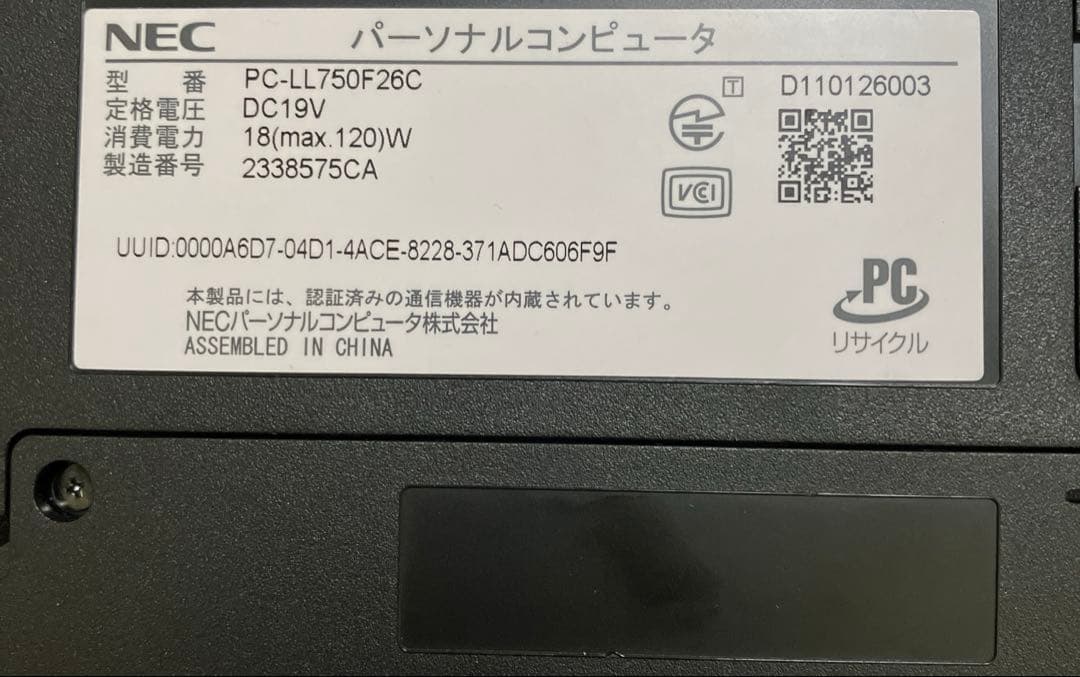 NEC パーソナルコンピュータ
型 番 PC-LL750F26C
定格電圧 DC19V
消費電力 18(max.120)W
製造番号 2338575CA
T D110126003
VCI
UUID:0000A6D7-04D1-4ACE-8228-371ADC606F9F
本製品には、認証済みの通信機器が内蔵されています。
NECパーソナルコンピュータ株式会社
ASSEMBLED IN CHINA
PC
リサイクル